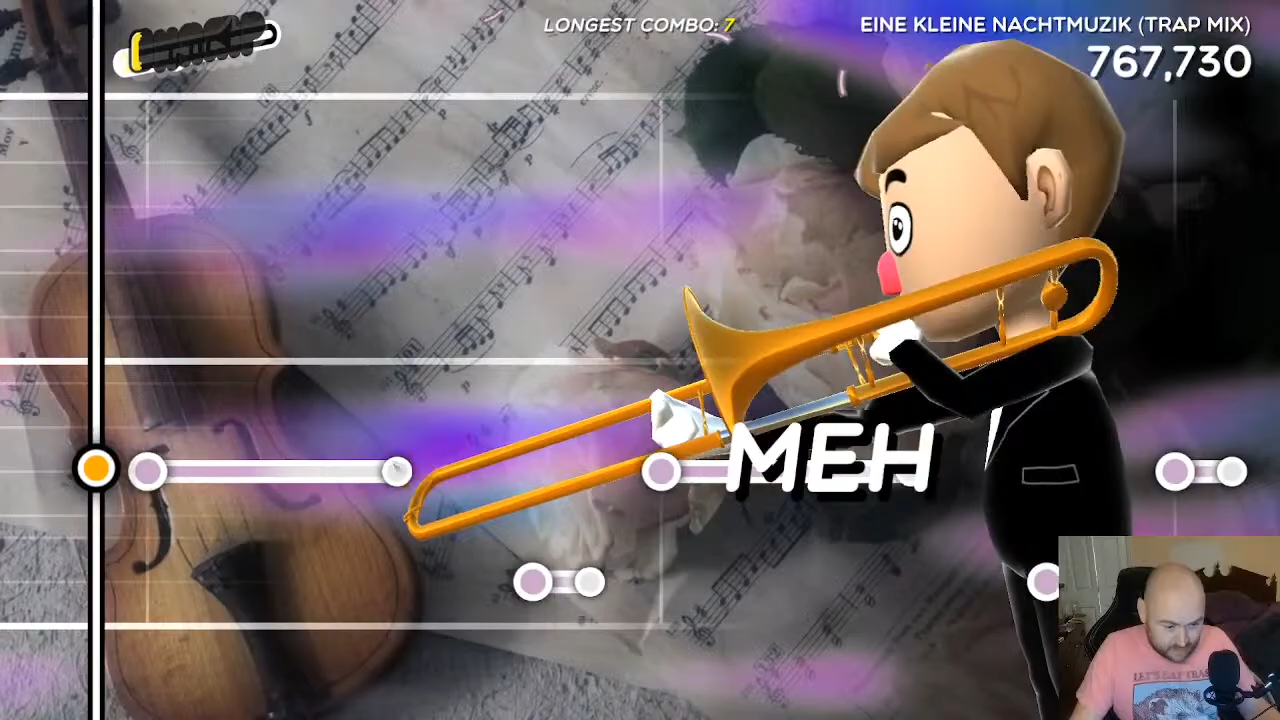 LONGEST COMBO: 7
EINE KLEINE NACHTMUZIK (TRAP MIX)
767,730
MEH